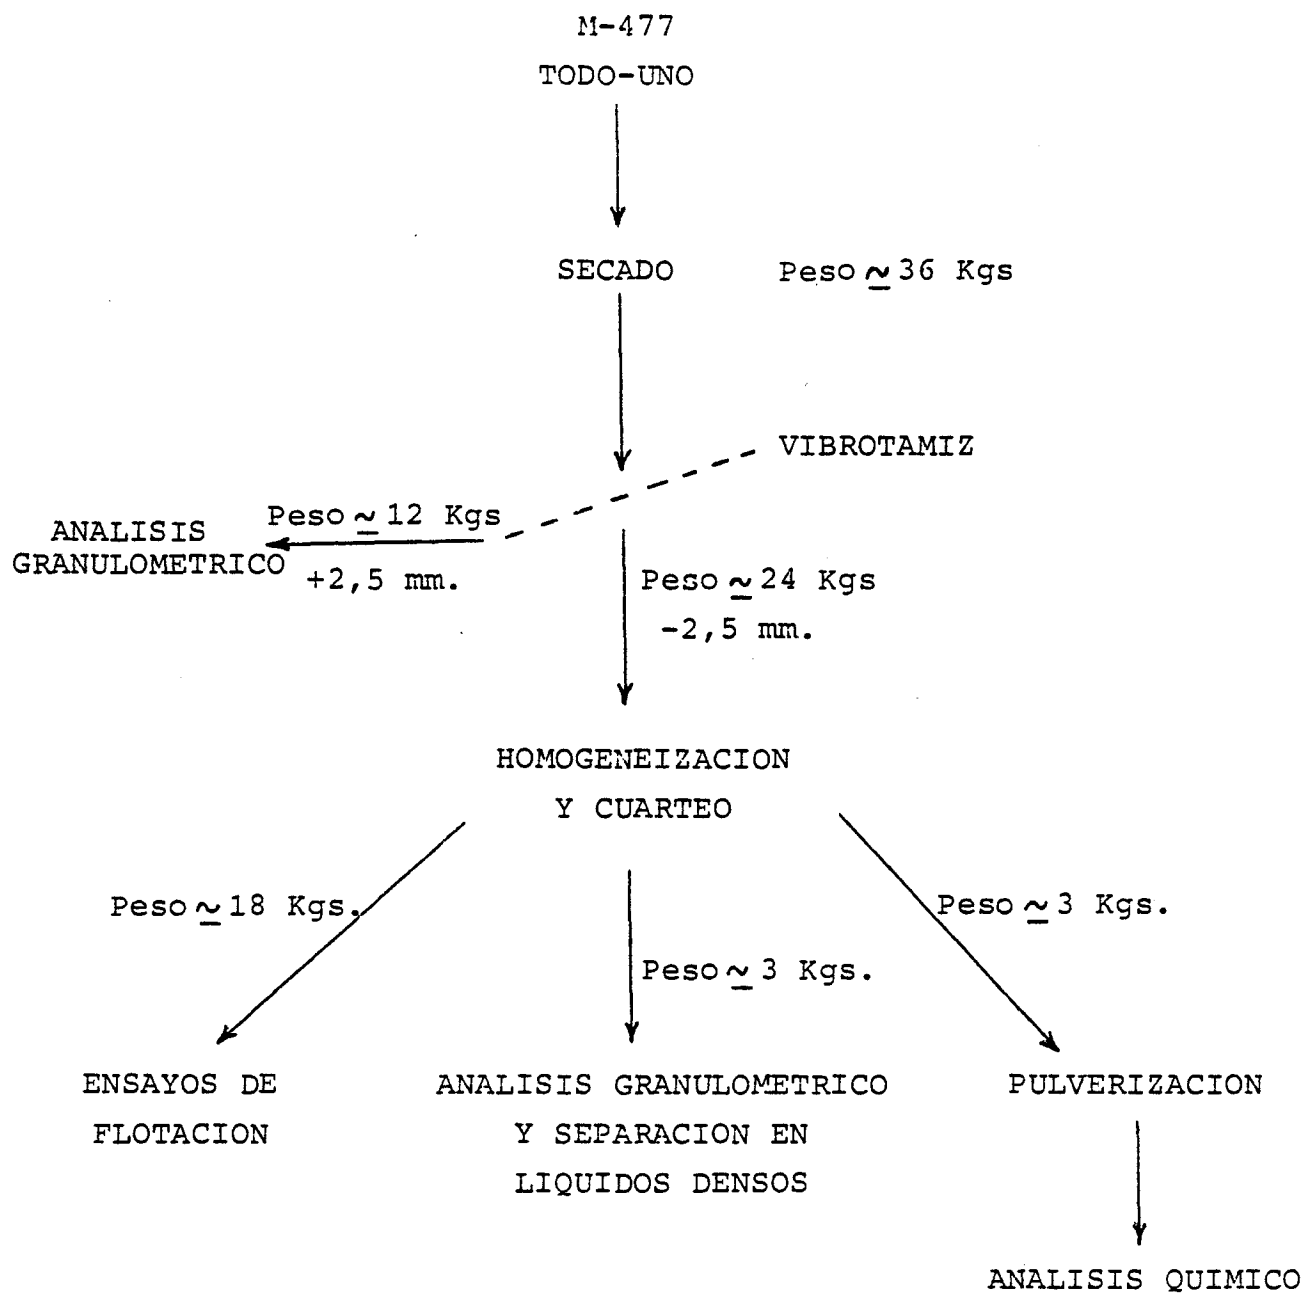 M-477
TODO-UNO
SECADO
Peso ≃ 36 Kgs
VIBROTAMIZ
Peso ≃ 12 Kgs
ANALISIS
GRANULOMETRICO
+2,5 mm.
Peso ≃ 24 Kgs
-2,5 mm.
HOMOGENEIZACION
Y CUARTEO
Peso ≃ 18 Kgs.
Peso ≃ 3 Kgs.
Peso ≃ 3 Kgs.
ENSAYOS DE
FLOTACION
ANALISIS GRANULOMETRICO
Y SEPARACION EN
LIQUIDOS DENSOS
PULVERIZACION
ANALISIS QUIMICO